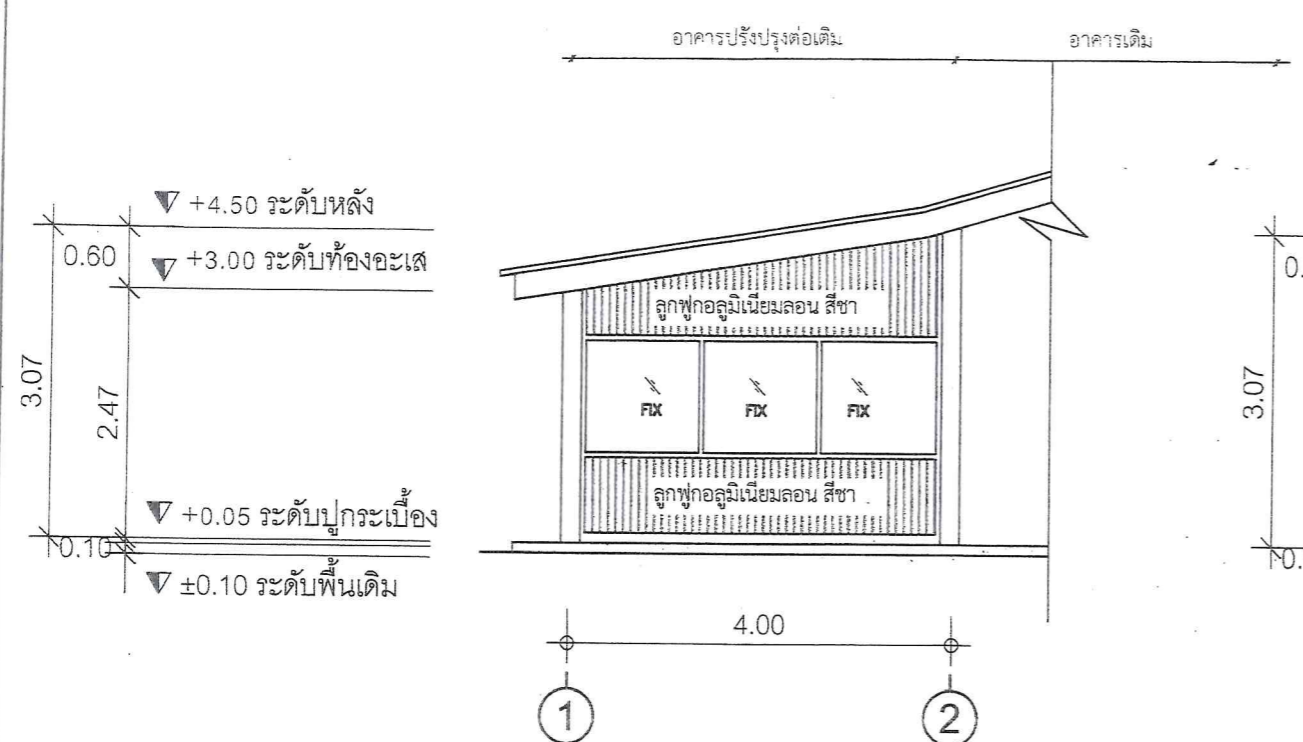 อาคารปรังปรุงต่อเติม อาคารเดิม
+4.50 ระดับหลัง
0.60
+3.00 ระดับท้องอะเส
0.
ลูกฟูกอลูมิเนียมลอน สีชา
3.07
2.47
FIX FIX FIX
3.07
ลูกฟูกอลูมิเนียมลอน สีชา
+0.05 ระดับปูกระเบื้อง
0.10
0.
±0.10 ระดับพื้นเดิม
4.00
1 2